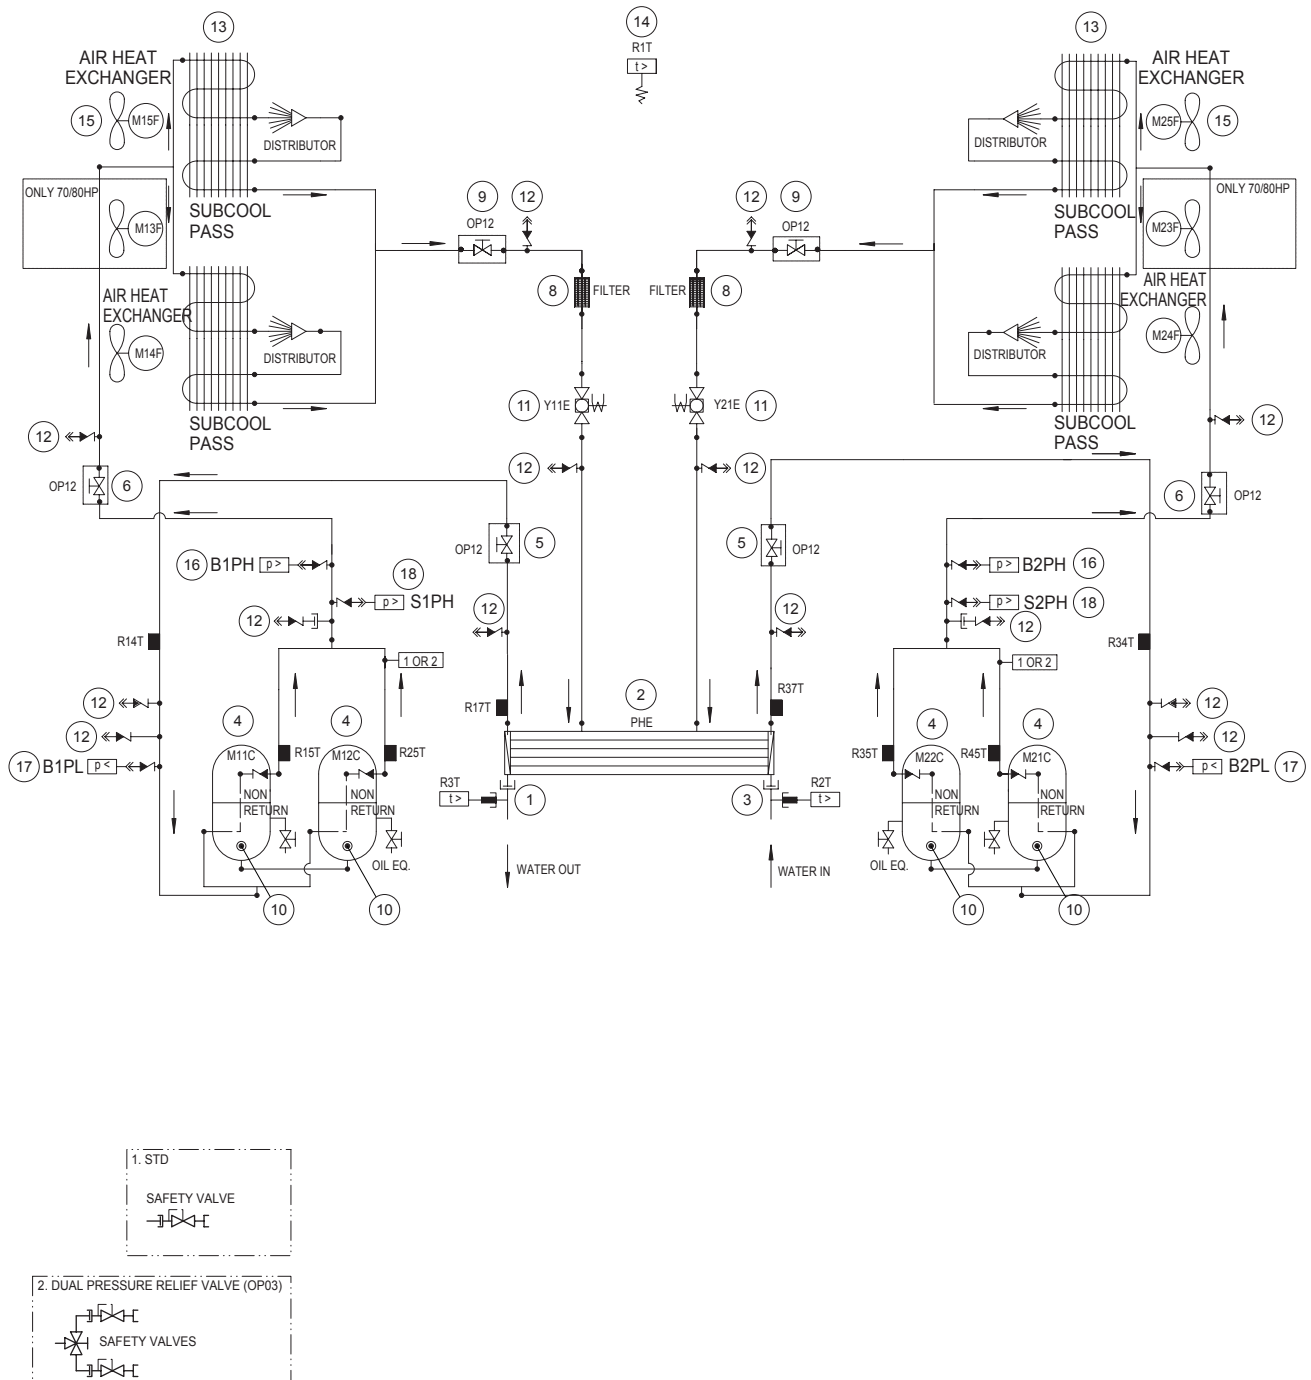 13
14
13
R1T
t >
AIR HEAT
EXCHANGER
AIR HEAT
EXCHANGER
15
M15F
DISTRIBUTOR
DISTRIBUTOR
M25F
15
ONLY 70/80HP
M13F
SUBCOOL
PASS
9
12
OP12
12
9
OP12
SUBCOOL
PASS
ONLY 70/80HP
M23F
AIR HEAT
EXCHANGER
M14F
DISTRIBUTOR
8
FILTER
FILTER
8
AIR HEAT
EXCHANGER
DISTRIBUTOR
M24F
SUBCOOL
PASS
11
Y11E
Y21E
11
SUBCOOL
PASS
12
12
12
12
OP12
6
6
OP12
OP12
5
5
OP12
16
B1PH
p >
18
p >
S1PH
12
p >
B2PH
16
p >
S2PH
18
12
12
12
R14T
1 OR 2
R34T
1 OR 2
12
12
17
B1PL
p <
R17T
2
PHE
R37T
12
12
p <
B2PL
17
4
4
M11C
R15T
M12C
R25T
NON
RETURN
NON
RETURN
OIL EQ.
10
10
R3T
t >
1
3
R2T
t >
WATER OUT
WATER IN
4
4
R35T
M22C
R45T
M21C
NON
RETURN
NON
RETURN
OIL EQ.
10
10
1. STD
SAFETY VALVE
2. DUAL PRESSURE RELIEF VALVE (OP03)
SAFETY VALVES